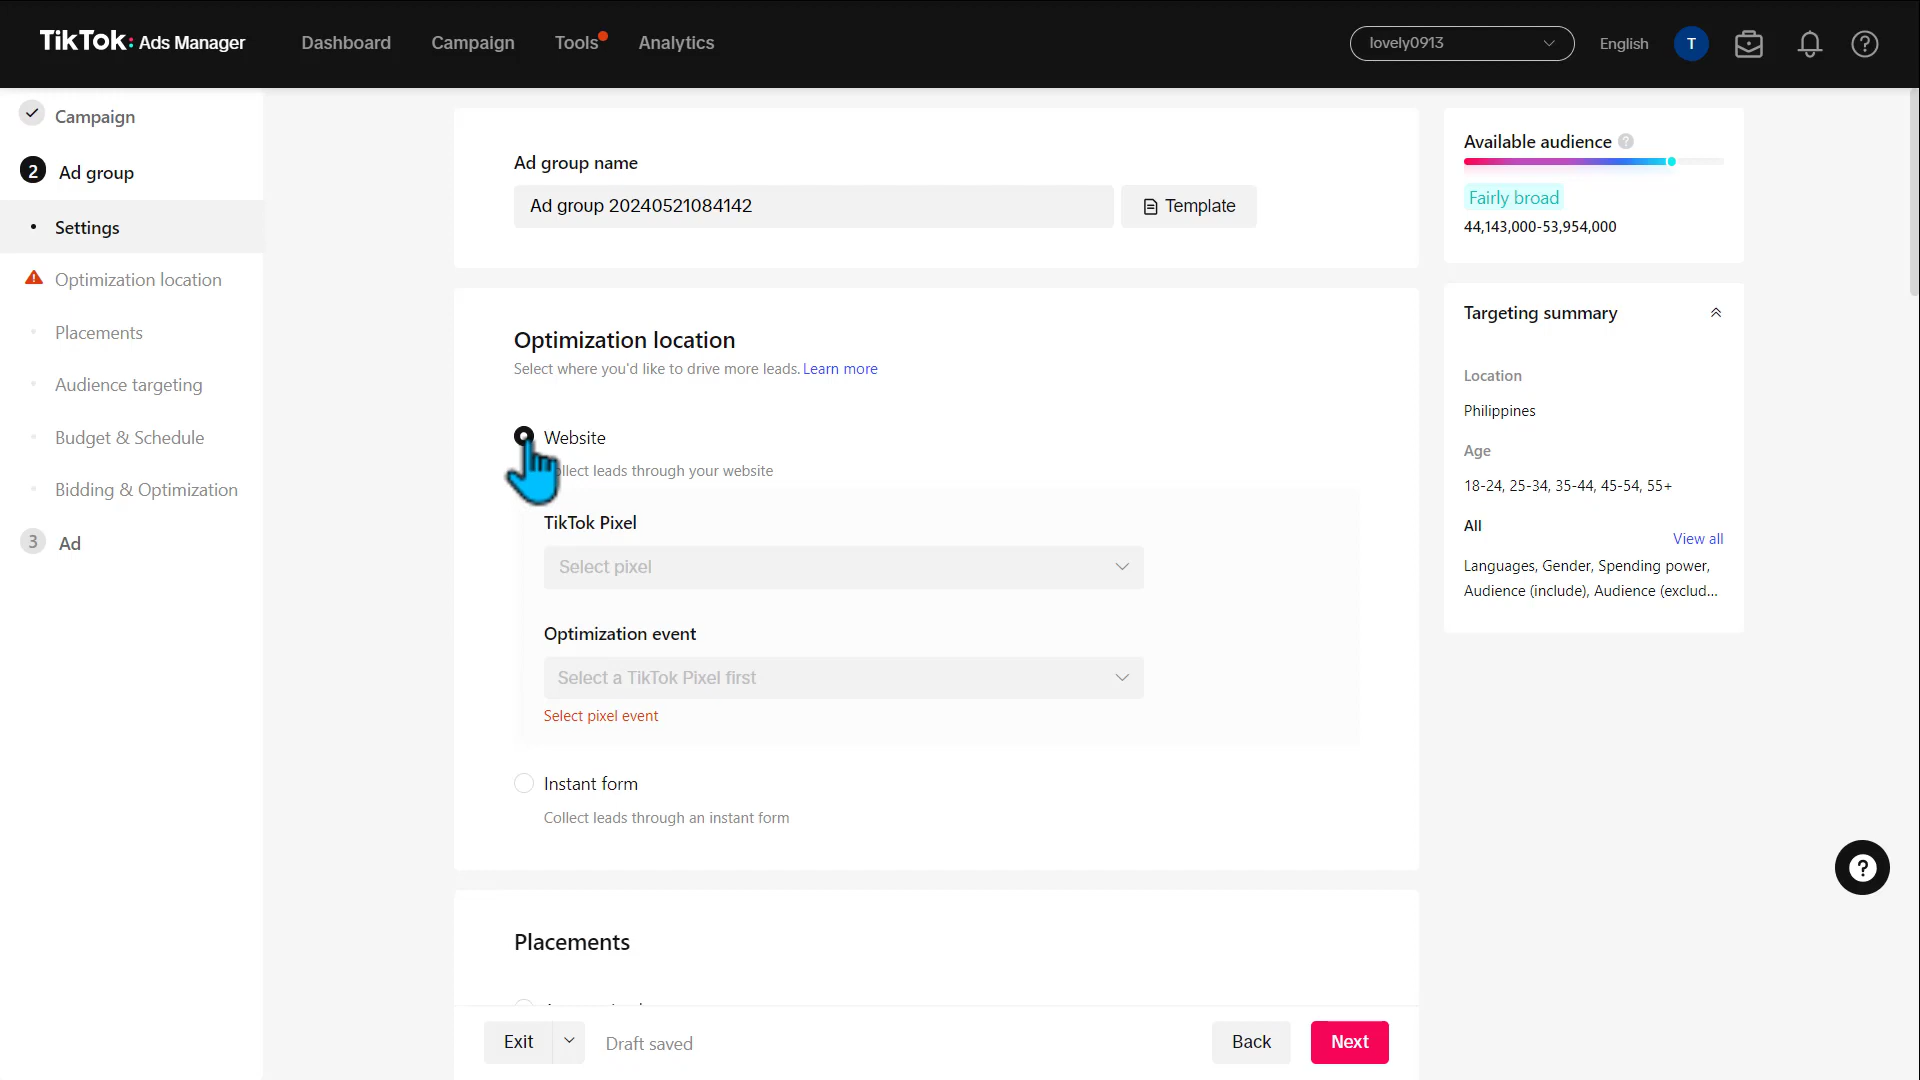 TikTok: Ads Manager
Dashboard
Campaign
Tools
Analytics
lovely0913
English
T
Campaign
2 Ad group
Settings
Optimization location
Placements
Audience targeting
Budget & Schedule
Bidding & Optimization
3 Ad
Ad group name
Ad group 20240521084142
Template
Optimization location
Select where you'd like to drive more leads. Learn more
Website
llect leads through your website
TikTok Pixel
Select pixel
Optimization event
Select a TikTok Pixel first
Select pixel event
Instant form
Collect leads through an instant form
Placements
Exit
Draft saved
Back
Next
Available audience ?
Fairly broad
44,143,000-53,954,000
Targeting summary
Location
Philippines
Age
18-24, 25-34, 35-44, 45-54, 55+
All
View all
Languages, Gender, Spending power,
Audience (include), Audience (exclud...
?